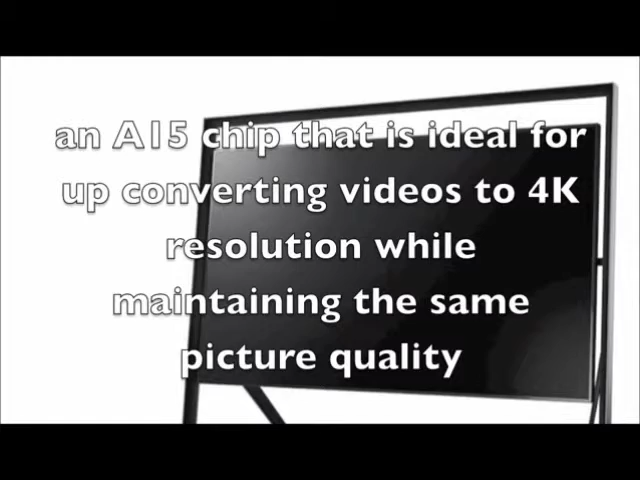 an A15 chip that is ideal for
up converting videos to 4K
resolution while
maintaining the same
picture quality